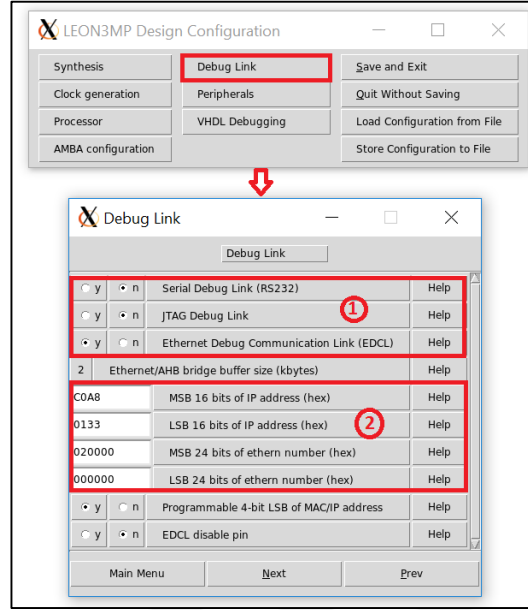 LEON3MP Design Configuration
Synthesis Debug Link Save and Exit
Clock generation Peripherals Quit Without Saving
Processor VHDL Debugging Load Configuration from File
AMBA configuration Store Configuration to File
Debug Link
Debug Link
y n Serial Debug Link (RS232) Help
y n JTAG Debug Link Help
1
y n Ethernet Debug Communication Link (EDCL) Help
2 Ethernet/AHB bridge buffer size (kbytes) Help
C0A8 MSB 16 bits of IP address (hex) Help
0133 LSB 16 bits of IP address (hex) Help
2
020000 MSB 24 bits of ethern number (hex) Help
000000 LSB 24 bits of ethern number (hex) Help
y n Programmable 4-bit LSB of MAC/IP address Help
y n EDCL disable pin Help
Main Menu Next Prev